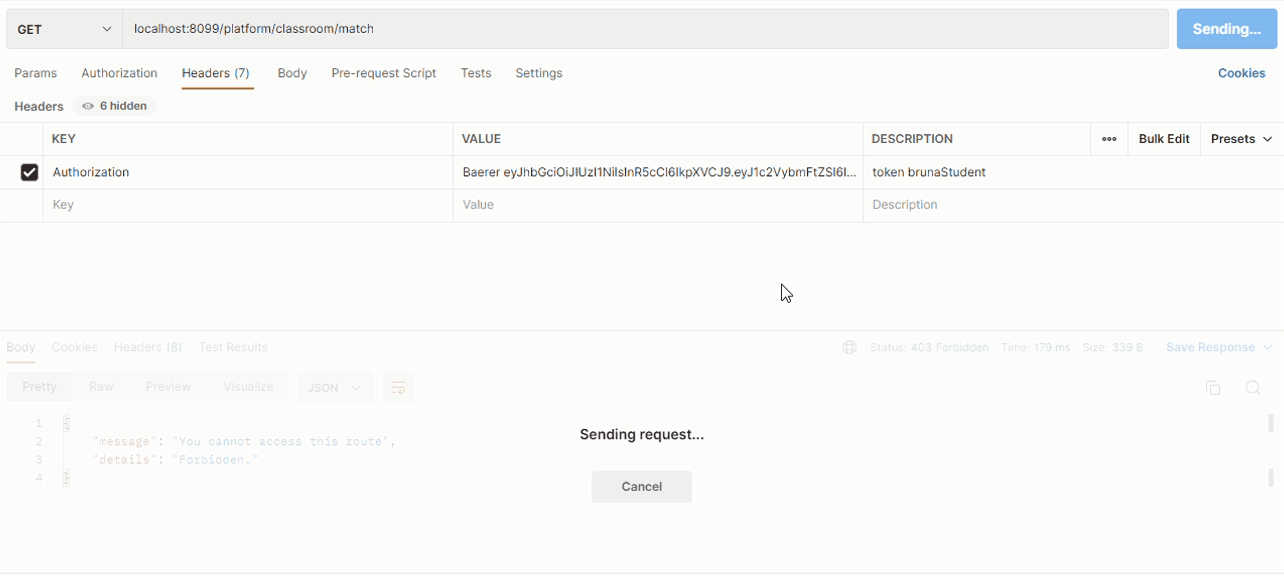 GET localhost:8099/platform/classroom/match Sending...
Params Authorization Headers (7) Body Pre-request Script Tests Settings Cookies
Headers 6 hidden
KEY VALUE DESCRIPTION ••• Bulk Edit Presets
Authorization Baerer eyJhbGciOiJIUzI1NiIsInR5cCI6IkpXVCJ9.eyJ1c2VybmFtZSI6I... token brunaStudent
Key Value Description
Body Cookies Headers (8) Test Results Status: 403 Forbidden Time: 179 ms Size: 339 B Save Response
Pretty Raw Preview Visualize JSON
1 {
2 "message": "You cannot access this route",
3 "details": "Forbidden."
4 }
Sending request...
Cancel